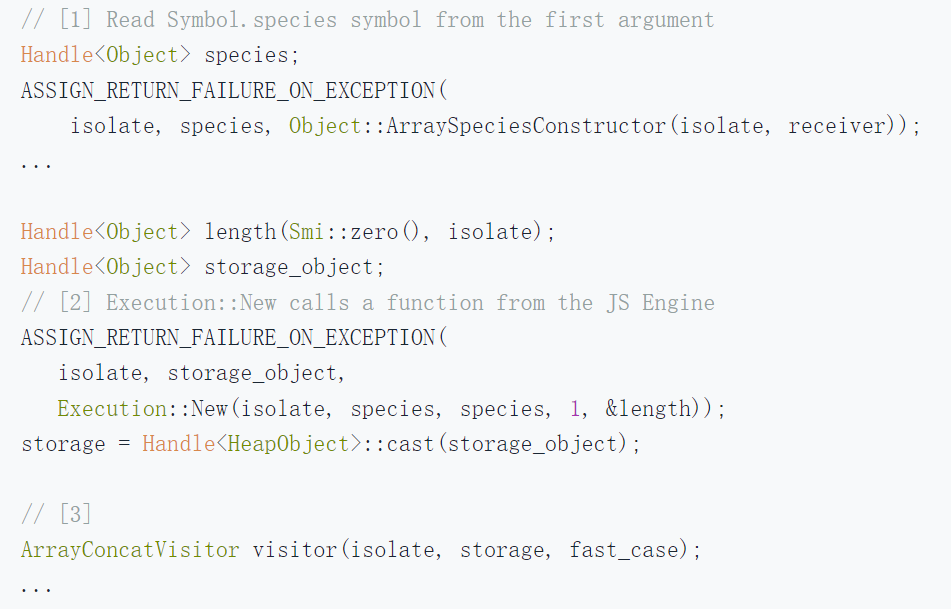 // [1] Read Symbol.species symbol from the first argument
Handle<Object> species;
ASSIGN_RETURN_FAILURE_ON_EXCEPTION(
    isolate, species, Object::ArraySpeciesConstructor(isolate, receiver));
...

Handle<Object> length(Smi::zero(), isolate);
Handle<Object> storage_object;
// [2] Execution::New calls a function from the JS Engine
ASSIGN_RETURN_FAILURE_ON_EXCEPTION(
   isolate, storage_object,
   Execution::New(isolate, species, species, 1, &length));
storage = Handle<HeapObject>::cast(storage_object);

// [3]
ArrayConcatVisitor visitor(isolate, storage, fast_case);
...